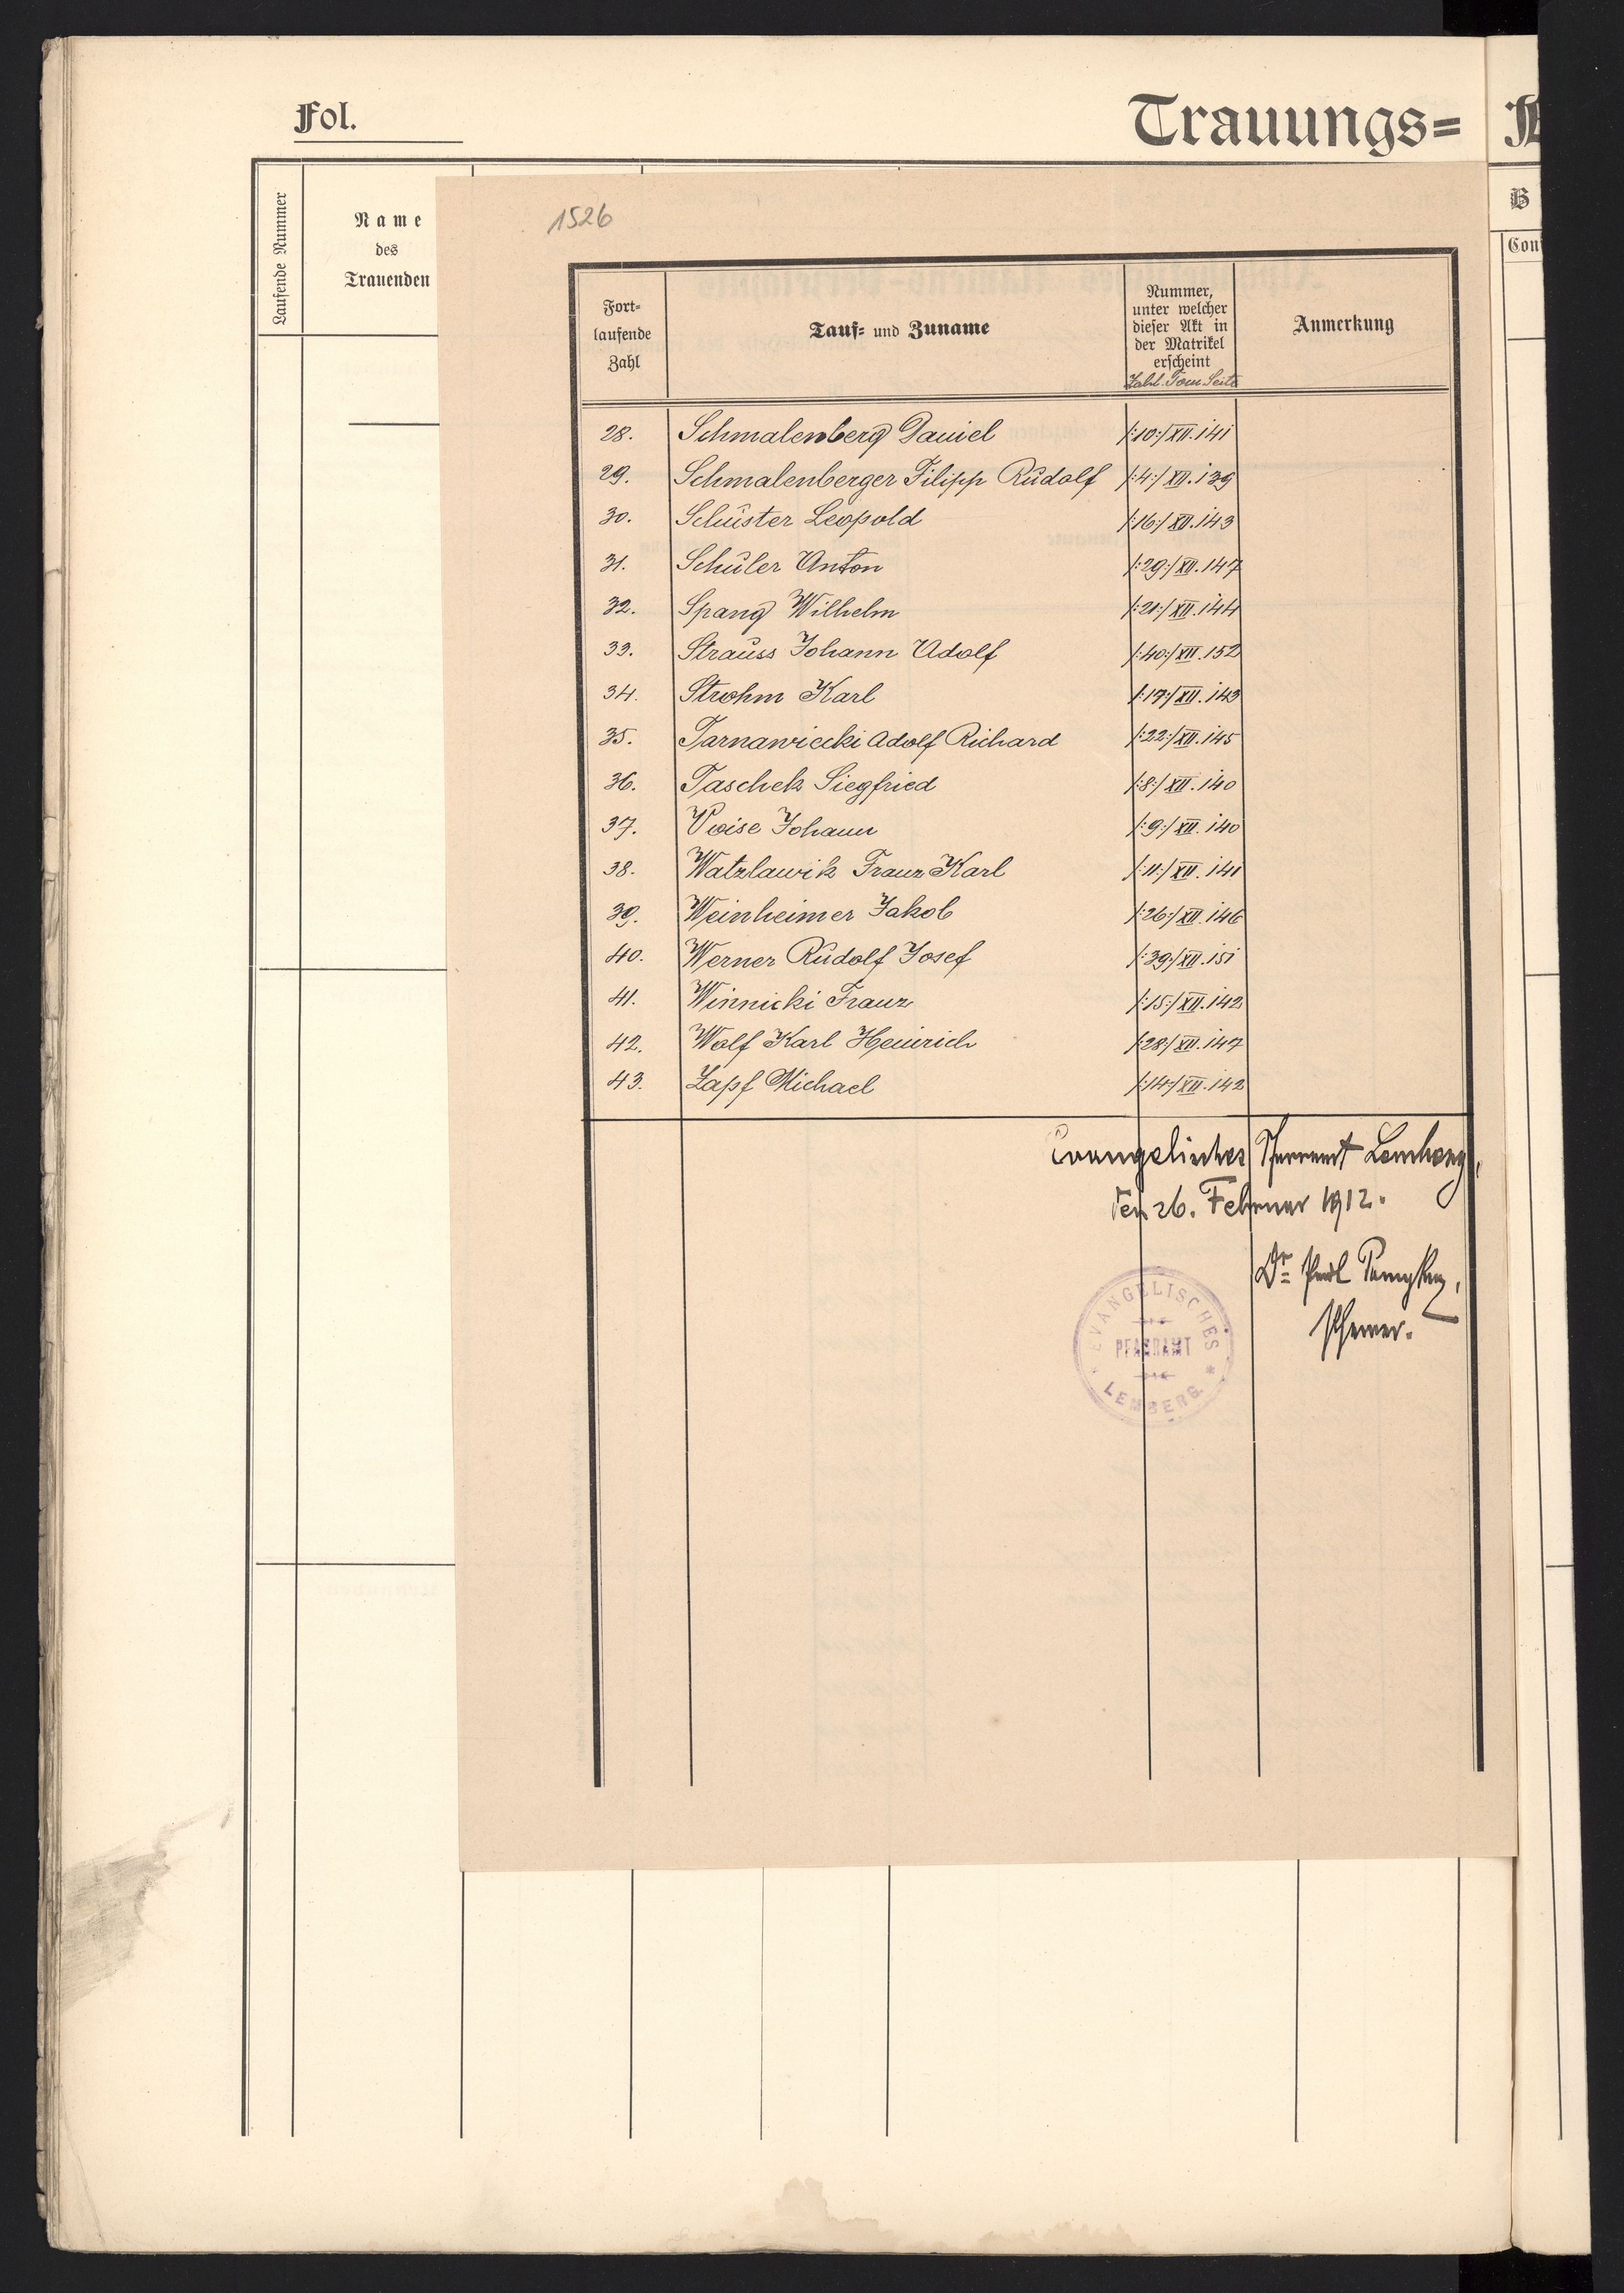 Fol.
Trauungs=
Laufende Nummer
Name
des
Trauenden
B
1526
Fort-
laufende
Zahl
Tauf- und Zuname
Nummer,
unter welcher
dieser Akt in
der Matrikel
erscheint
Zahl. Tom. Seite
Anmerkung
28. Schmalenberg Daniel /:10:/ XII. 141
29. Schmalenberger Filipp Rudolf /:4:/ XII. 139
30. Schuster Leopold /:16:/ XII. 143
31. Schuler Anton /:29:/ XII. 147
32. Spang Wilhelm /:21:/ XII. 144
33. Strauss Johann Adolf /:40:/ XII. 152
34. Strohm Karl /:17:/ XII. 143
35. Tarnawiecki Adolf Richard /:22:/ XII. 145
36. Taschek Siegfried /:8:/ XII. 140
37. Voise Johann /:9:/ XII. 140
38. Watzlawik Franz Karl /:11:/ XII. 141
39. Weinheimer Jakob /:26:/ XII. 146
40. Werner Rudolf Josef /:39:/ XII. 151
41. Winnicki Franz /:15:/ XII. 142
42. Wolf Karl Heinrich /:28:/ XII. 147
43. Zapf Michael /:14:/ XII. 142
Evangelisches Pfarramt Lemberg,
den 26. Februar 1912.
Dr
Pfarrer.
EVANGELISCHES
PFARRAMT
LEMBERG.